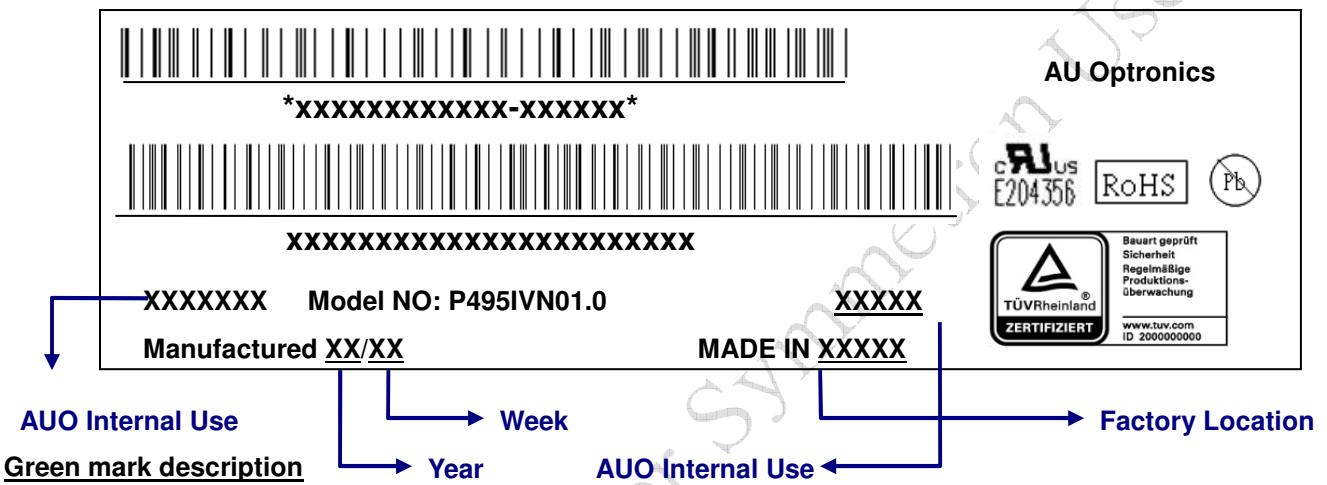 AU Optronics
*xxxxxxxxxxxx-xxxxxx*
c RU US
E204356
RoHS
Pb
xxxxxxxxxxxxxxxxxxxxxxx
Bauart geprüft
Sicherheit
Regelmäßige
Produktions-
überwachung
TÜVRheinland®
ZERTIFIZIERT
www.tuv.com
ID 2000000000
XXXXXXX Model NO: P495IVN01.0 XXXXX
Manufactured XX/XX MADE IN XXXXX
AUO Internal Use
Week
Factory Location
Green mark description
Year
AUO Internal Use